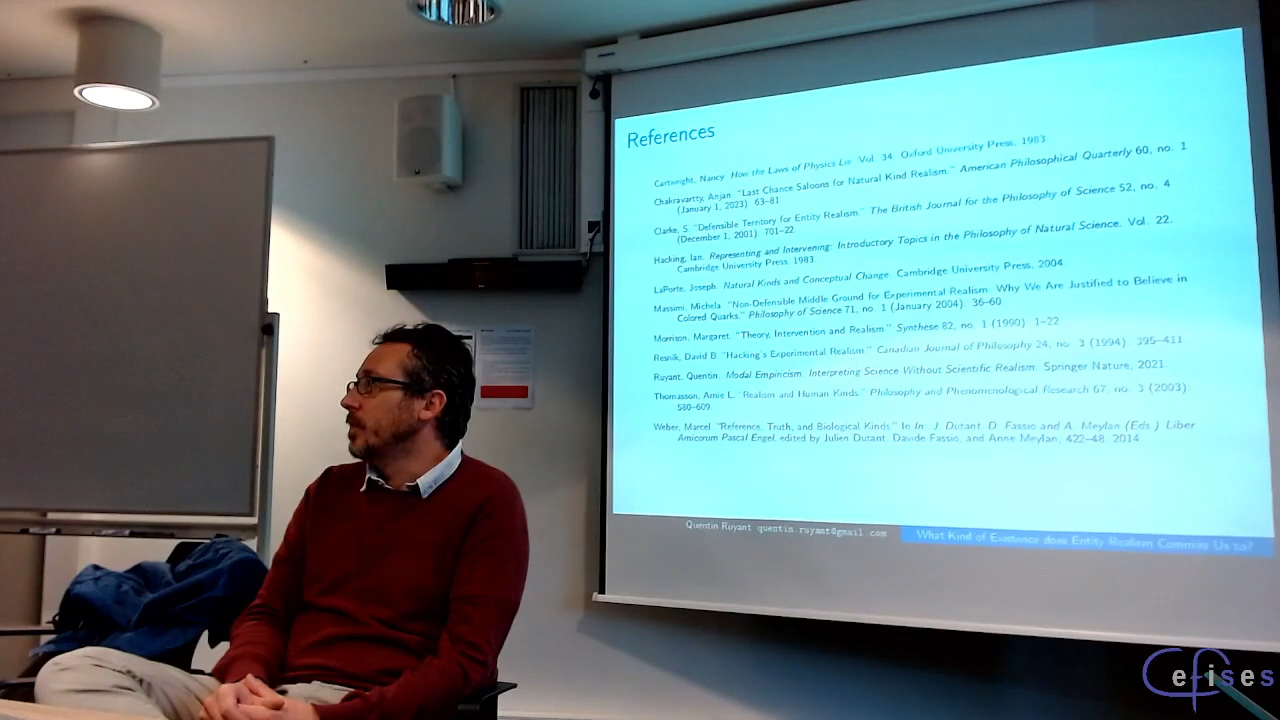 References
Cartwright, Nancy. How the Laws of Physics Lie. Vol. 34. Oxford University Press, 1983.
Chakravartty, Anjan. "Last Chance Saloons for Natural Kind Realism." American Philosophical Quarterly 60, no. 1
(January 1, 2023): 63–81.
Clarke, S. "Defensible Territory for Entity Realism." The British Journal for the Philosophy of Science 52, no. 4
(December 1, 2001): 701–22.
Hacking, Ian. Representing and Intervening: Introductory Topics in the Philosophy of Natural Science. Vol. 22.
Cambridge University Press, 1983.
LaPorte, Joseph. Natural Kinds and Conceptual Change. Cambridge University Press, 2004.
Massimi, Michela. "Non-Defensible Middle Ground for Experimental Realism: Why We Are Justified to Believe in
Colored Quarks." Philosophy of Science 71, no. 1 (January 2004): 36–60.
Morrison, Margaret. "Theory, Intervention and Realism." Synthese 82, no. 1 (1990): 1–22.
Resnik, David B. "Hacking's Experimental Realism." Canadian Journal of Philosophy 24, no. 3 (1994): 395–411.
Ruyant, Quentin. Modal Empiricism: Interpreting Science Without Scientific Realism. Springer Nature, 2021.
Thomasson, Amie L. "Realism and Human Kinds." Philosophy and Phenomenological Research 67, no. 3 (2003):
580–609.
Weber, Marcel. "Reference, Truth, and Biological Kinds." In In: J. Dutant, D. Fassio and A. Meylan (Eds.) Liber
Amicorum Pascal Engel, edited by Julien Dutant, Davide Fassio, and Anne Meylan, 422–48, 2014.
Quentin Ruyant quentin.ruyant@gmail.com What Kind of Existence does Entity Realism Commits Us to?
Cefises